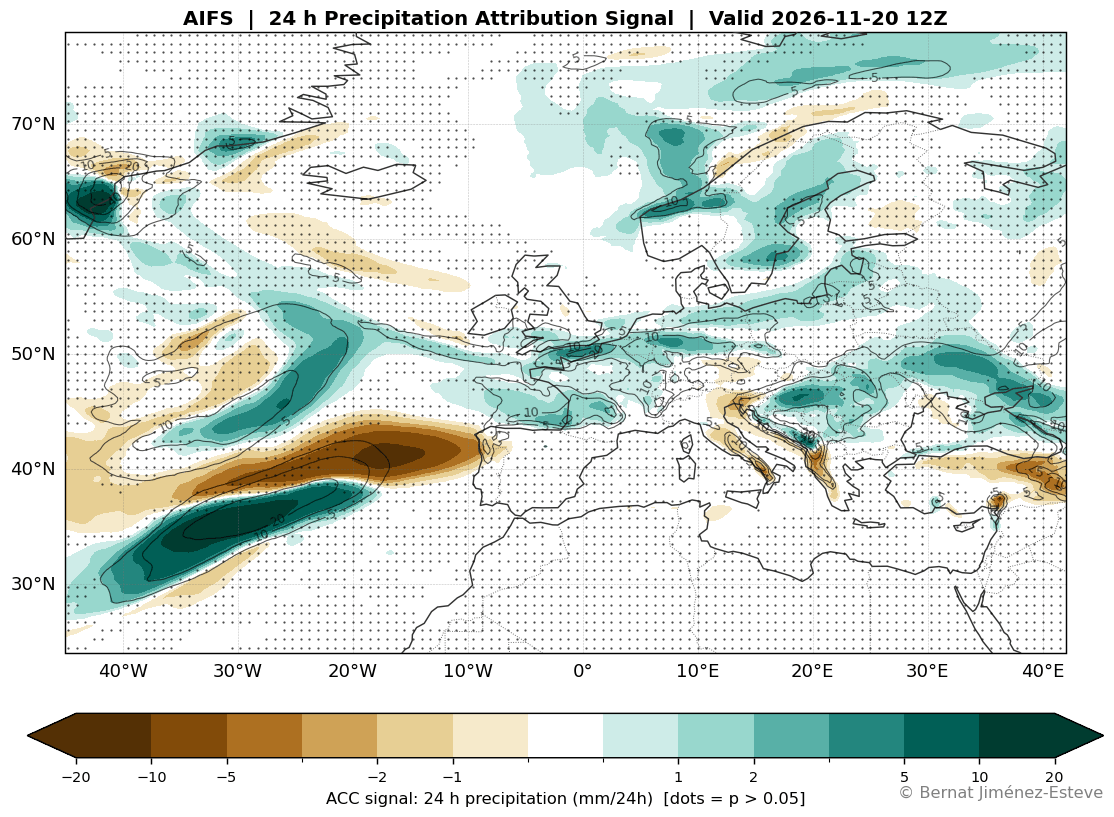 AIFS | 24 h Precipitation Attribution Signal | Valid 2026-11-20 12Z
70°N
60°N
50°N
40°N
30°N
40°W
30°W
20°W
10°W
0°
10°E
20°E
30°E
40°E
−20
−10
−5
−2
−1
1
2
5
10
20
ACC signal: 24 h precipitation (mm/24h) [dots = p > 0.05]
© Bernat Jiménez-Esteve